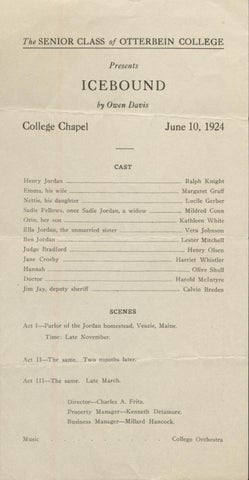 The SENIOR CLASS of OTTERBEIN COLLEGE
Presents
ICEBOUND
by Owen Davis
College Chapel June 10, 1924
CAST
Henry Jordan Ralph Knight
Emma, his wife Margaret Graff
Nettie, his daughter Lucile Gerber
Sadie Fellows, once Sadie Jordan, a widow Mildred Conn
Orin, her son Kathleen White
Ella Jordan, the unmarried sister Vera Johnson
Ben Jordan Lester Mitchell
Judge Bradford Henry Olsen
Jane Crosby Harriet Whistler
Hannah Olive Shull
Doctor Harold McIntyre
Jim Jay, deputy sheriff Calvin Breden
SCENES
Act I—Parlor of the Jordan homestead, Veazie, Maine.
Time: Late November.
Act II—The same. Two months later.
Act III—The same. Late March.
Director—Charles A. Fritz.
Property Manager—Kenneth Detamore.
Business Manager—Millard Hancock.
Music . . . . . . . . College Orchestra